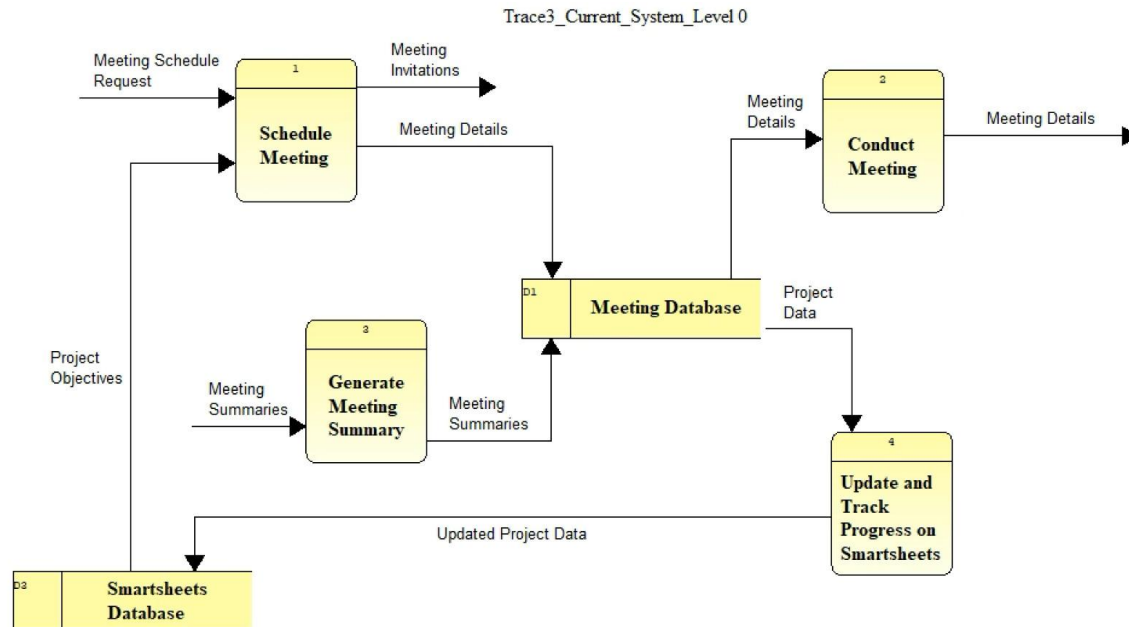 Trace3_Current_System_Level 0
Meeting Schedule
Request
1
Schedule
Meeting
Meeting
Invitations
Meeting Details
Meeting
Details
2
Conduct
Meeting
Meeting Details
D1
Meeting Database
Project
Data
Project
Objectives
Meeting
Summaries
3
Generate
Meeting
Summary
Meeting
Summaries
4
Update and
Track
Progress on
Smartsheets
Updated Project Data
D3
Smartsheets
Database